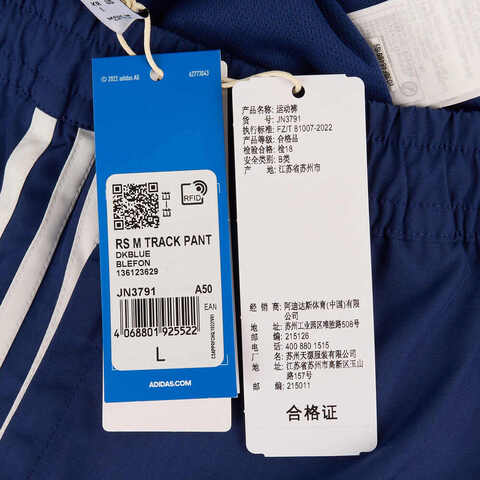 © 2022 adidas AG
62773043
RFID
RS M TRACK PANT
DKBLUE
BLEFON
136123629
JN3791
A50
EAN
4 068801 925522
L
ADIDAS.COM
产品名称: 运动裤
货 号: JN3791
执行标准: FZ/T 81007-2022
产品等级: 合格品
检验合格: 检18
安全类别: B类
产 地: 江苏省苏州市
经 销 商: 阿迪达斯体育(中国)有限
公司
地 址: 苏州工业园区唯胜路508号
邮 编: 215126
电 话: 400 880 1515
厂 名: 苏州天源服装有限公司
地 址: 江苏省苏州市高新区玉山
路157号
邮 编: 215011
合格证